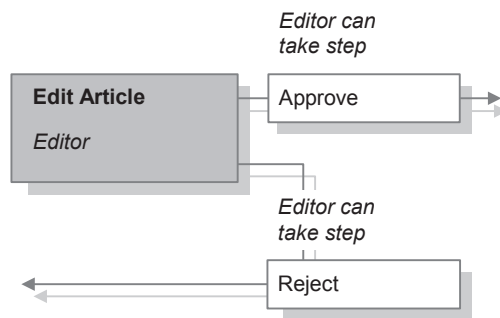 Editor can
take step
Edit Article
Approve
Editor
Editor can
take step
Reject